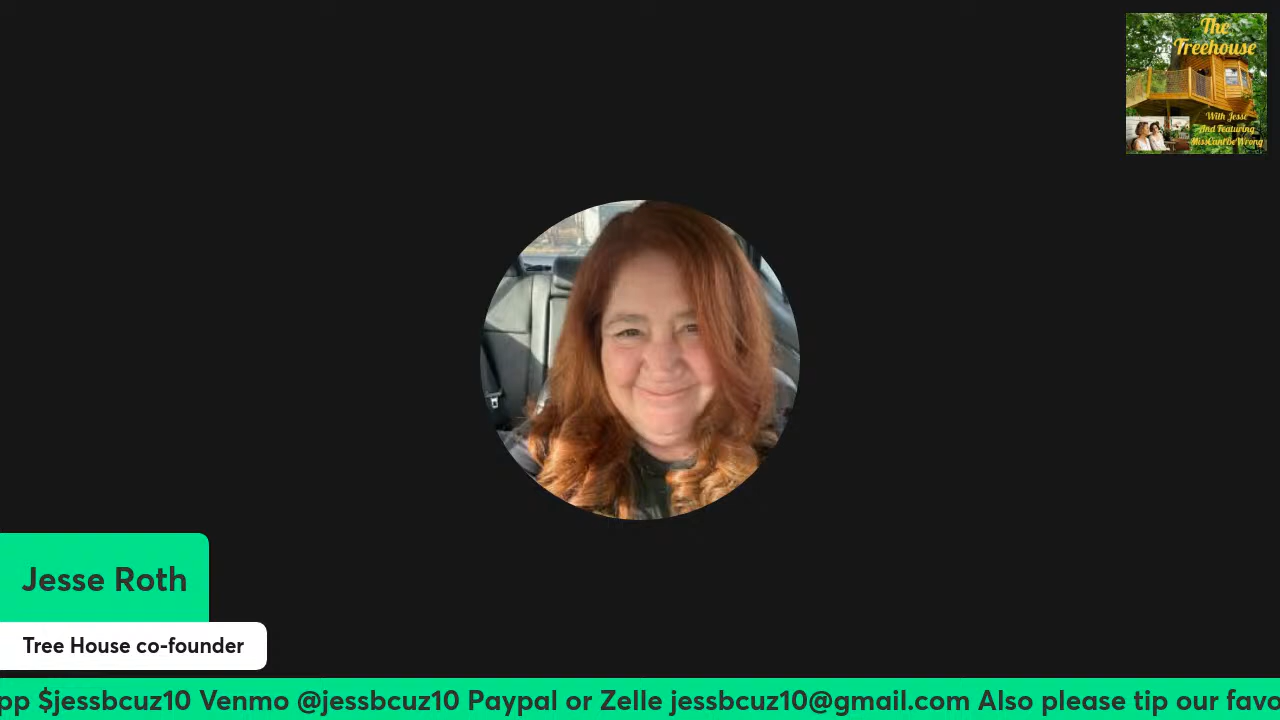 The
Treehouse
With Jesse
And Featuring
MissCantBeWrong
Jesse Roth
Tree House co-founder
pp $jessbcuz10 Venmo @jessbcuz10 Paypal or Zelle jessbcuz10@gmail.com Also please tip our favo